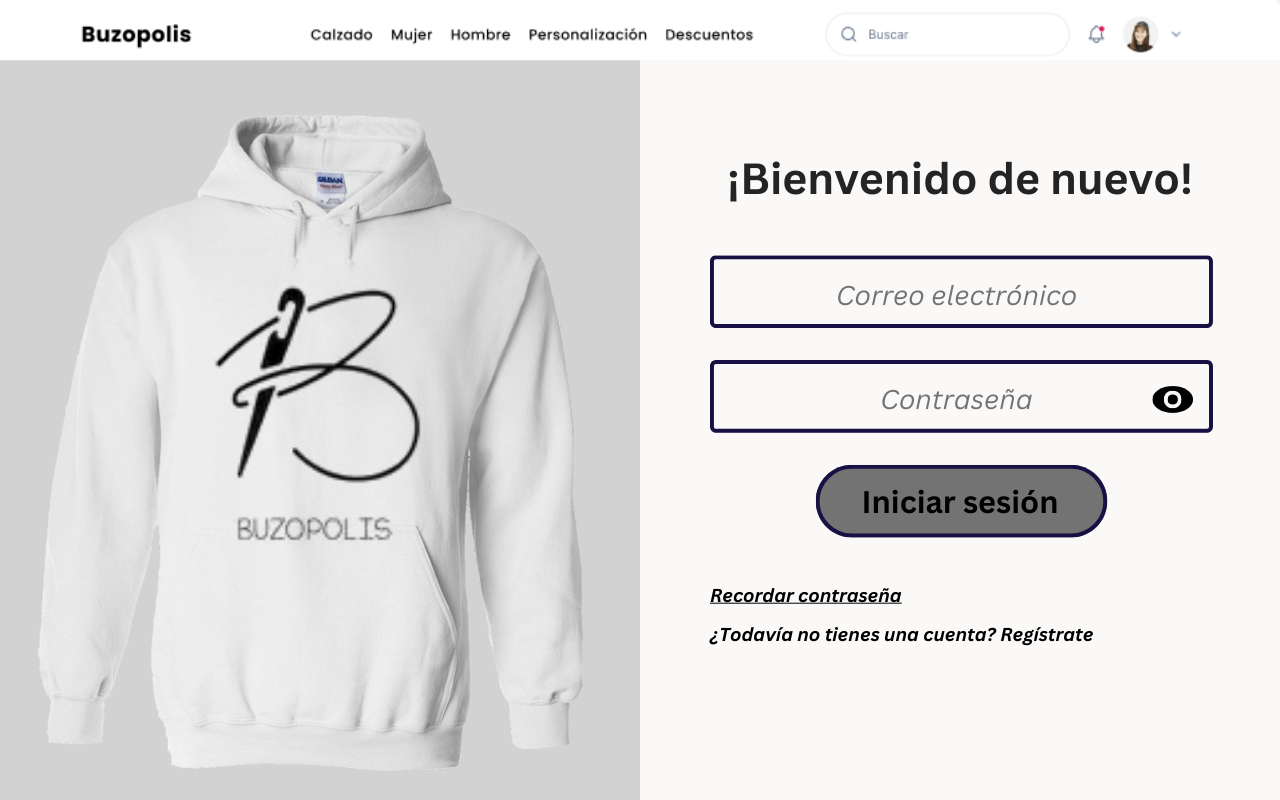 Buzopolis
Calzado Mujer Hombre Personalización Descuentos
Buscar
GILDAN
BUZOPOLIS
¡Bienvenido de nuevo!
Correo electrónico
Contraseña
Iniciar sesión
Recordar contraseña
¿Todavía no tienes una cuenta? Regístrate